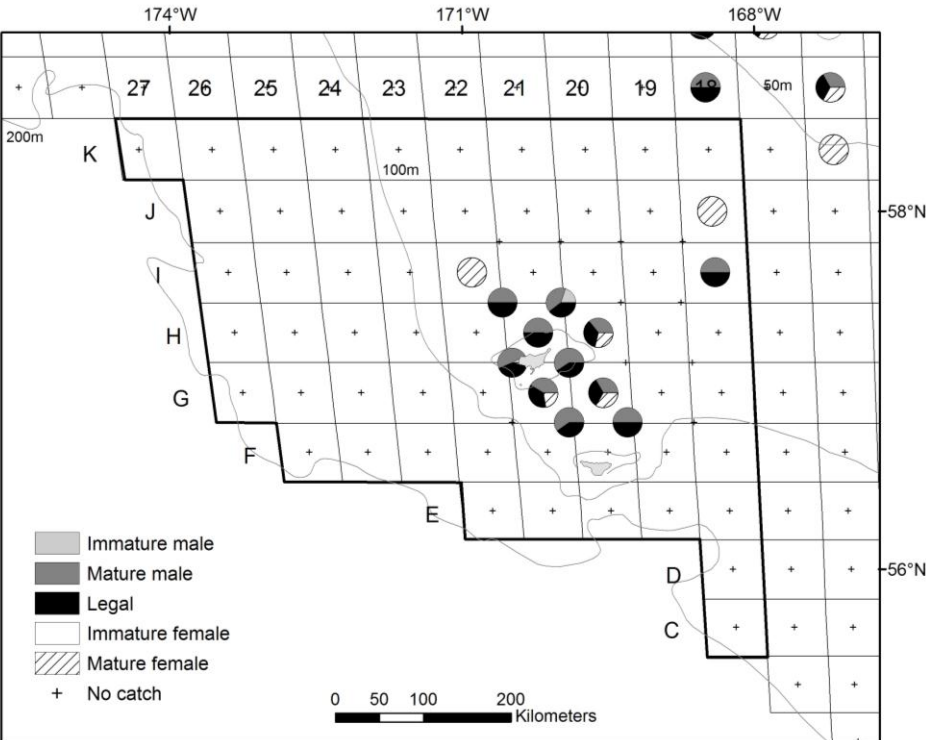 174°W 171°W 168°W
27 26 25 24 23 22 21 20 19 18 50m
200m
K
100m
J
58°N
I
H
G
F
E
Immature male
Mature male
D
56°N
Legal
C
Immature female
Mature female
+ No catch
0 50 100 200
Kilometers